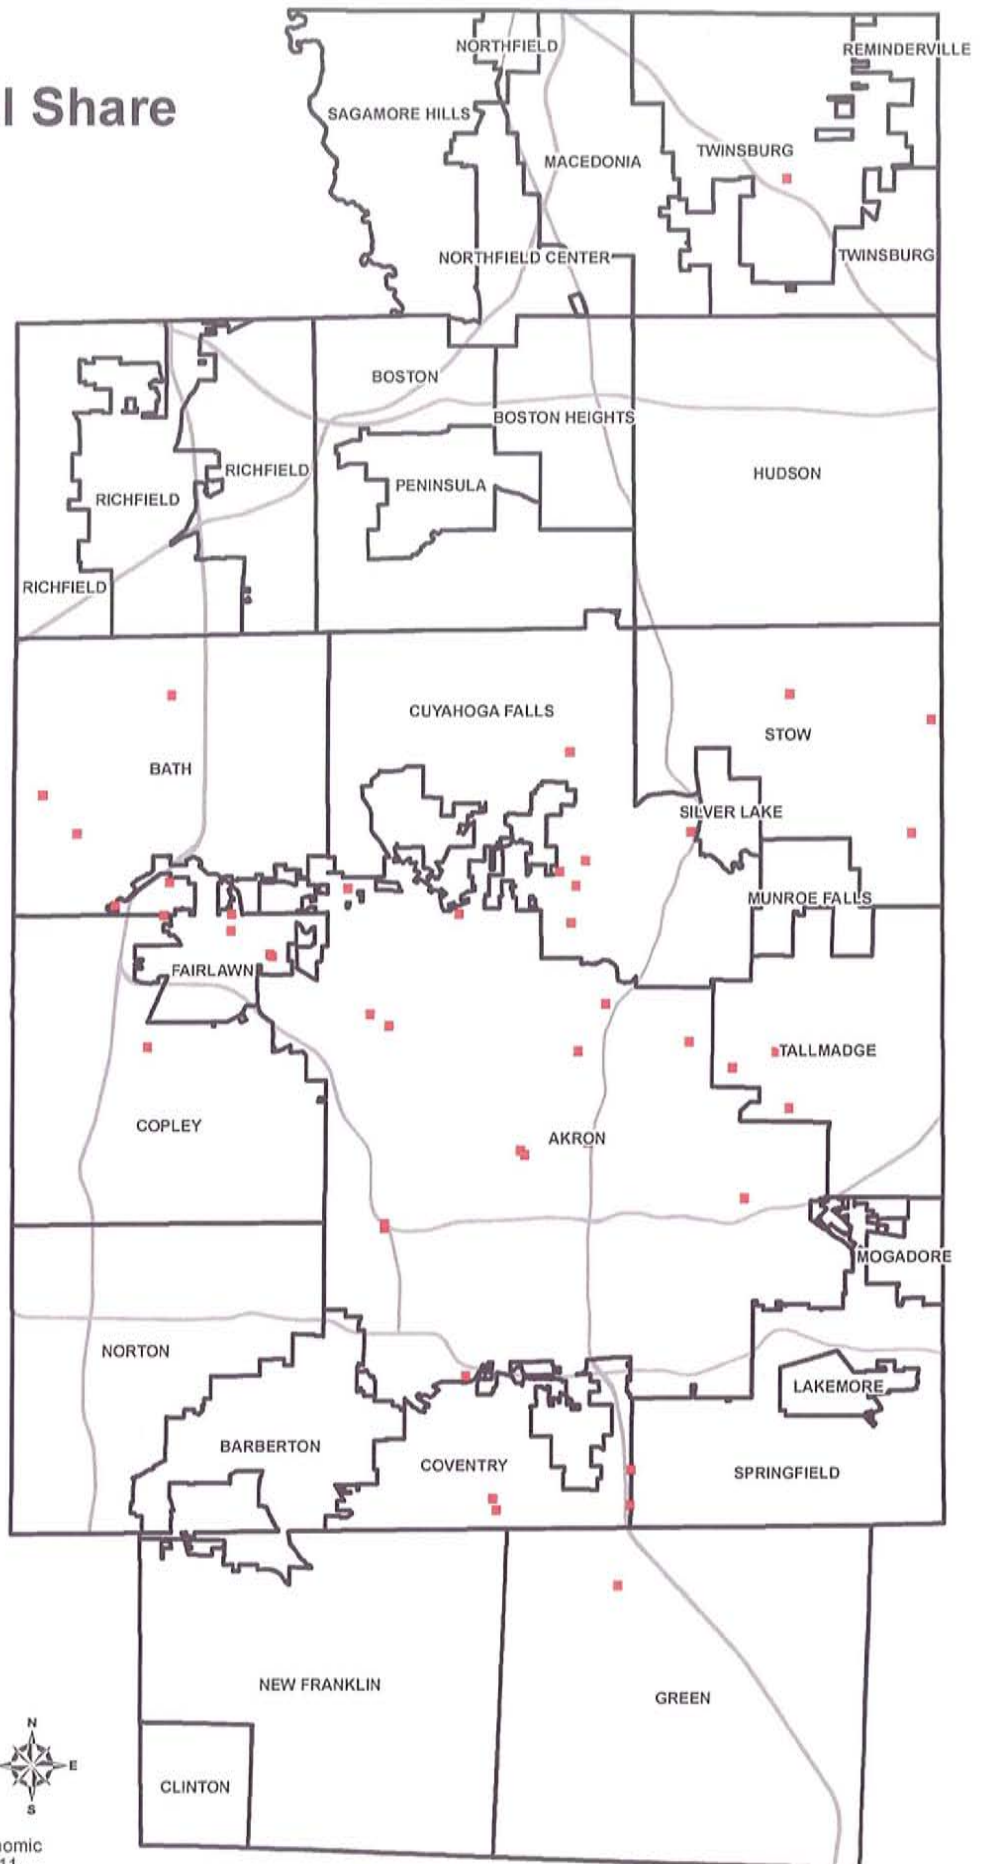 l Share
NORTHFIELD
REMINDERVILLE
SAGAMORE HILLS
TWINSBURG
MACEDONIA
NORTHFIELD CENTER
TWINSBURG
BOSTON
BOSTON HEIGHTS
RICHFIELD
HUDSON
PENINSULA
RICHFIELD
RICHFIELD
CUYAHOGA FALLS
STOW
BATH
SILVER LAKE
MUNROE FALLS
FAIRLAWN
TALLMADGE
COPLEY
AKRON
MOGADORE
NORTON
LAKEMORE
BARBERTON
COVENTRY
SPRINGFIELD
NEW FRANKLIN
GREEN
N
E
S
CLINTON
nomic